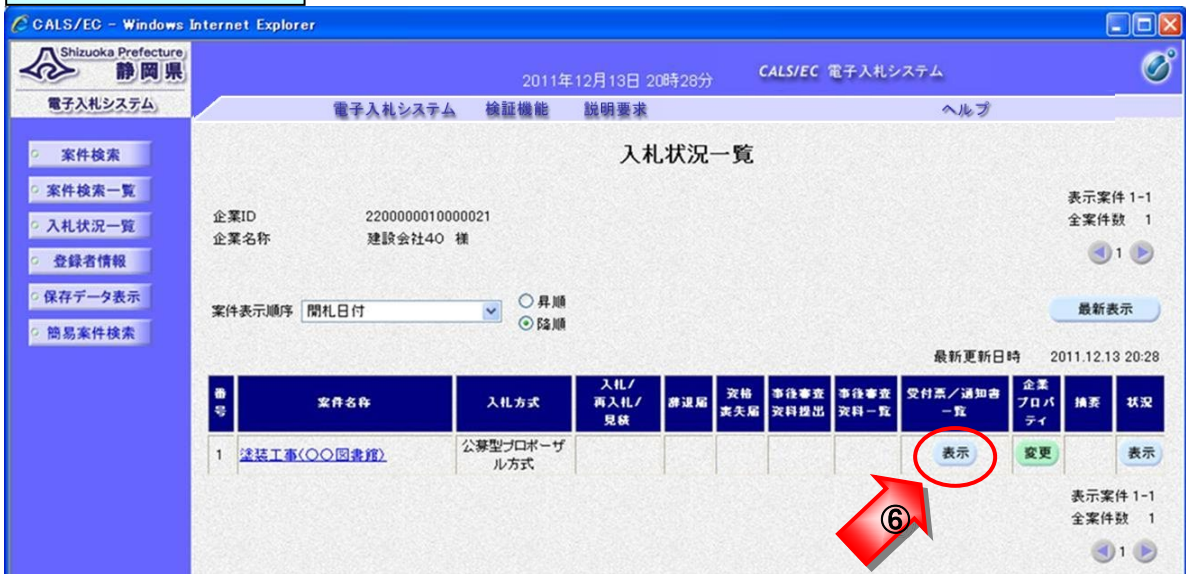 CALS/EC - Windows Internet Explorer
Shizuoka Prefecture
静岡県
2011年12月13日 20時28分
CALS/EC 電子入札システム
電子入札システム
電子入札システム 検証機能 説明要求 ヘルプ
案件検索
案件検索一覧
入札状況一覧
登録者情報
保存データ表示
簡易案件検索
入札状況一覧
表示案件 1-1
全案件数 1
1
企業ID 2200000010000021
企業名称 建設会社40 様
案件表示順序 開札日付
昇順
降順
最新表示
最新更新日時 2011.12.13 20:28
番号 案件名称 入札方式 入札/再入札/見積 辞退届 資格喪失届 事後審査資料提出 事後審査資料一覧 受付票/通知書一覧 企業プロパティ 摘要 状況
1 塗装工事(〇〇図書館) 公募型プロポーザル方式 表示 変更 表示
⑥
表示案件 1-1
全案件数 1
1